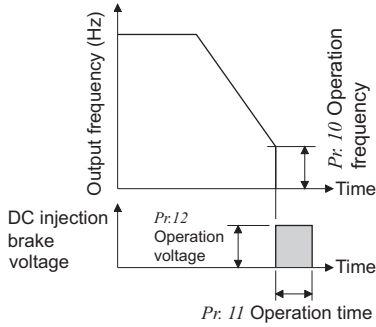 Output frequency (Hz)
Pr. 10 Operation
frequency
Time
DC injection
brake
voltage
Pr.12
Operation
voltage
Time
Pr. 11 Operation time